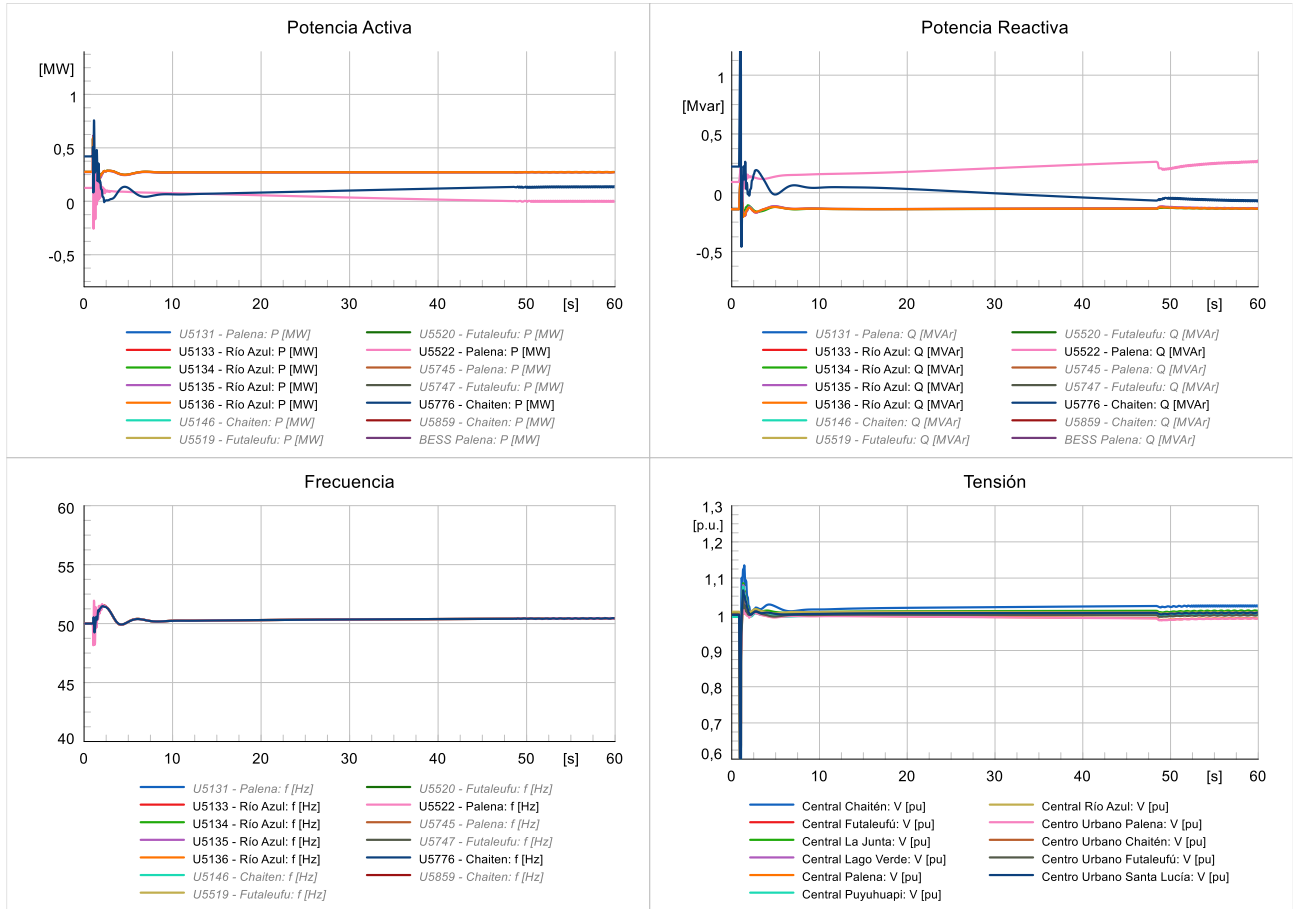 Potencia Activa
[MW]
1
0,5
0
-0,5
0 10 20 30 40 [s] 60
U5131 - Palena: P [MW] U5520 - Futaleufu: P [MW]
U5133 - Río Azul: P [MW] U5522 - Palena: P [MW]
U5134 - Río Azul: P [MW] U5745 - Palena: P [MW]
U5135 - Río Azul: P [MW] U5747 - Futaleufu: P [MW]
U5136 - Río Azul: P [MW] U5776 - Chaiten: P [MW]
U5146 - Chaiten: P [MW] U5859 - Chaiten: P [MW]
U5519 - Futaleufu: P [MW] BESS Palena: P [MW]
Potencia Reactiva
1
[Mvar]
0,5
0
-0,5
0 10 20 30 40 [s] 60
U5131 - Palena: Q [MVAr] U5520 - Futaleufu: Q [MVAr]
U5133 - Río Azul: Q [MVAr] U5522 - Palena: Q [MVAr]
U5134 - Río Azul: Q [MVAr] U5745 - Palena: Q [MVAr]
U5135 - Río Azul: Q [MVAr] U5747 - Futaleufu: Q [MVAr]
U5136 - Río Azul: Q [MVAr] U5776 - Chaiten: Q [MVAr]
U5146 - Chaiten: Q [MVAr] U5859 - Chaiten: Q [MVAr]
U5519 - Futaleufu: Q [MVAr] BESS Palena: Q [MVAr]
Frecuencia
60
55
50
45
40
0 10 20 30 40 [s] 60
U5131 - Palena: f [Hz] U5520 - Futaleufu: f [Hz]
U5133 - Río Azul: f [Hz] U5522 - Palena: f [Hz]
U5134 - Río Azul: f [Hz] U5745 - Palena: f [Hz]
U5135 - Río Azul: f [Hz] U5747 - Futaleufu: f [Hz]
U5136 - Río Azul: f [Hz] U5776 - Chaiten: f [Hz]
U5146 - Chaiten: f [Hz] U5859 - Chaiten: f [Hz]
U5519 - Futaleufu: f [Hz]
Tensión
1,3
[p.u.]
1,2
1,1
1
0,9
0,8
0,7
0,6
0 10 20 30 40 [s] 60
Central Chaitén: V [pu] Central Río Azul: V [pu]
Central Futaleufú: V [pu] Centro Urbano Palena: V [pu]
Central La Junta: V [pu] Centro Urbano Chaitén: V [pu]
Central Lago Verde: V [pu] Centro Urbano Futaleufú: V [pu]
Central Palena: V [pu] Centro Urbano Santa Lucía: V [pu]
Central Puyuhuapi: V [pu]